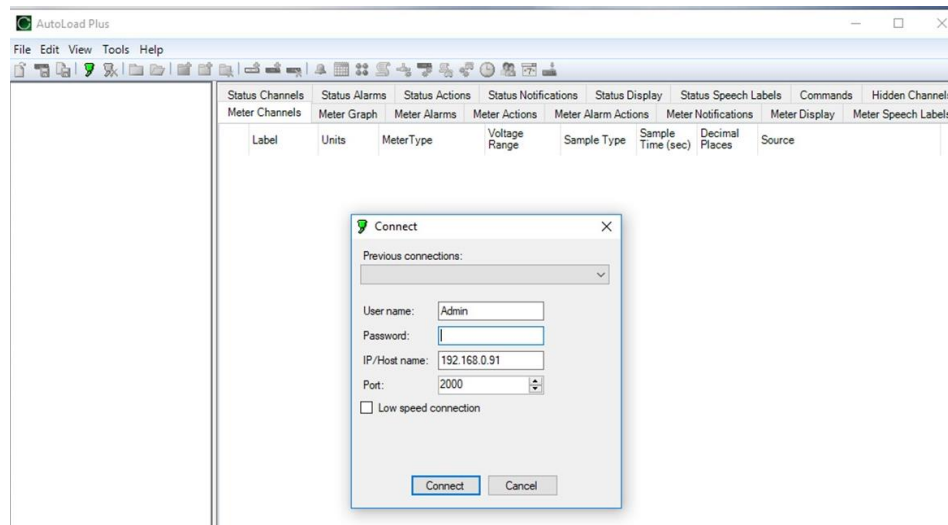 AutoLoad Plus
File Edit View Tools Help
Status Channels Status Alarms Status Actions Status Notifications Status Display Status Speech Labels Commands Hidden Channel
Meter Channels Meter Graph Meter Alarms Meter Actions Meter Alarm Actions Meter Notifications Meter Display Meter Speech Labels
Label Units MeterType Voltage Range Sample Type Sample Time (sec) Decimal Places Source
Connect
Previous connections:
User name: Admin
Password:
IP/Host name: 192.168.0.91
Port: 2000
Low speed connection
Connect Cancel